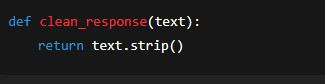 def clean_response(text):
    return text.strip()